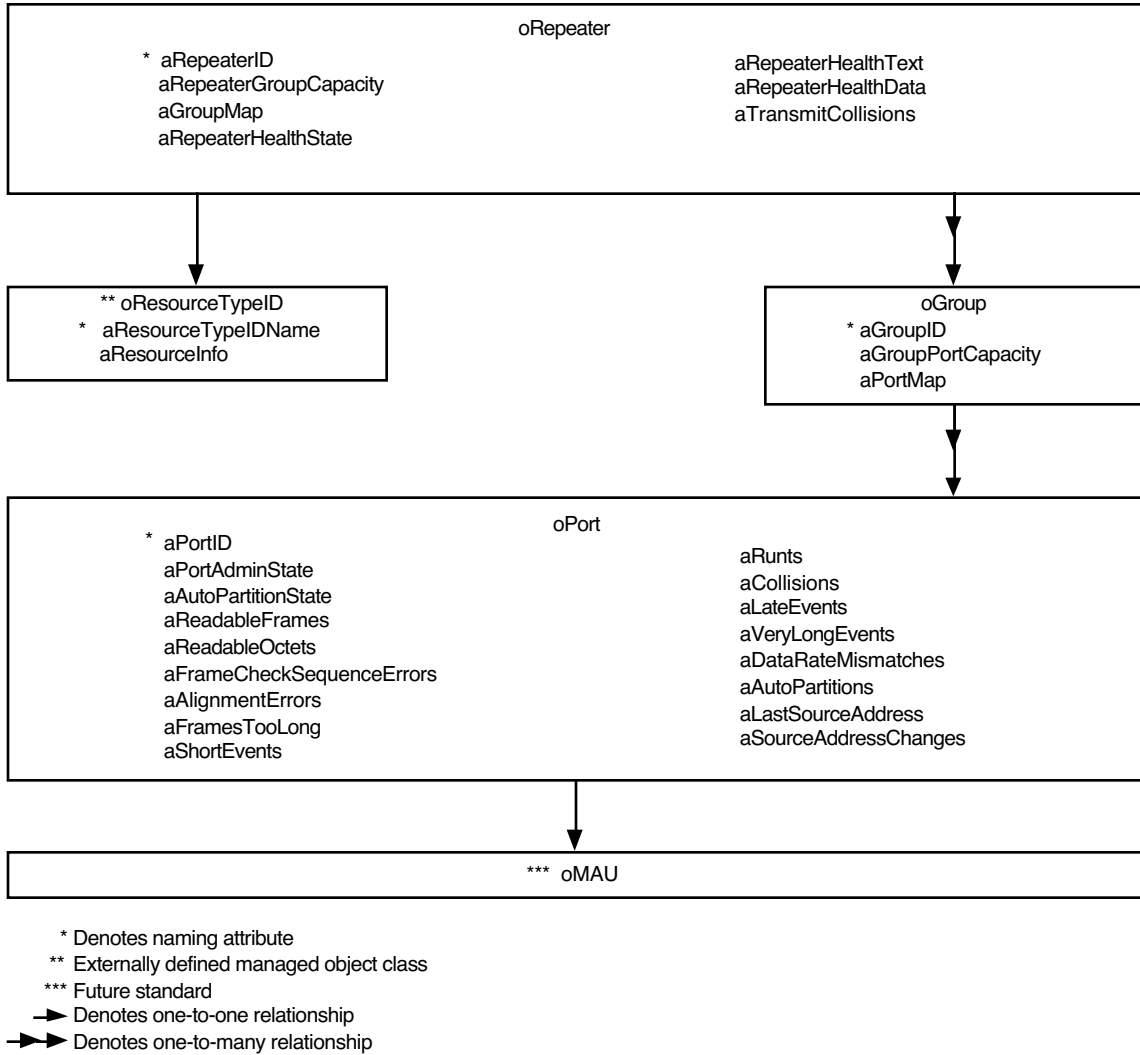 oRepeater
* aRepeaterID
aRepeaterGroupCapacity
aGroupMap
aRepeaterHealthState
aRepeaterHealthText
aRepeaterHealthData
aTransmitCollisions
** oResourceTypeID
* aResourceTypeIDName
aResourceInfo
oGroup
* aGroupID
aGroupPortCapacity
aPortMap
oPort
* aPortID
aPortAdminState
aAutoPartitionState
aReadableFrames
aReadableOctets
aFrameCheckSequenceErrors
aAlignmentErrors
aFramesTooLong
aShortEvents
aRunts
aCollisions
aLateEvents
aVeryLongEvents
aDataRateMismatches
aAutoPartitions
aLastSourceAddress
aSourceAddressChanges
*** oMAU
* Denotes naming attribute
** Externally defined managed object class
*** Future standard
Denotes one-to-one relationship
Denotes one-to-many relationship